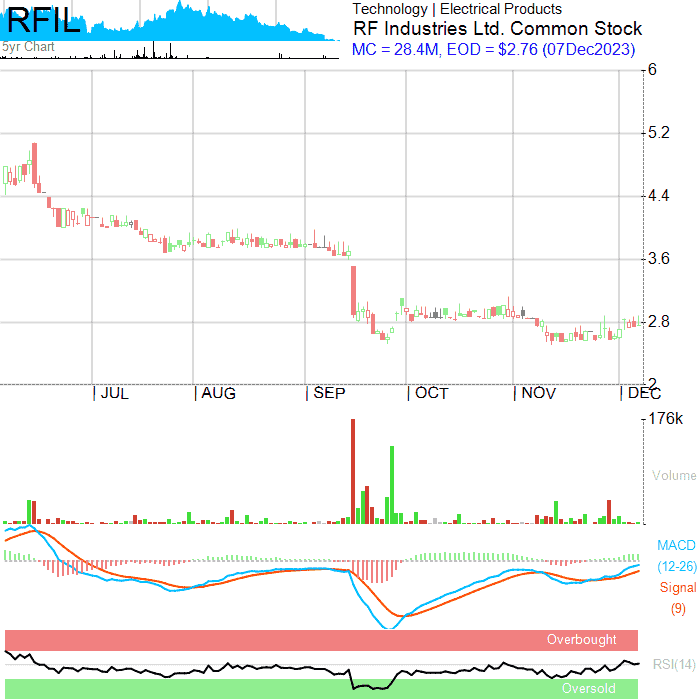 RFIL
5yr Chart
Technology | Electrical Products
RF Industries Ltd. Common Stock
MC = 28.4M, EOD = $2.76 (07Dec2023)
6
5.2
4.4
3.6
2.8
2
| JUL | AUG | SEP | OCT | NOV | DEC
176k
Volume
MACD
(12-26)
Signal
(9)
Overbought
RSI(14)
Oversold